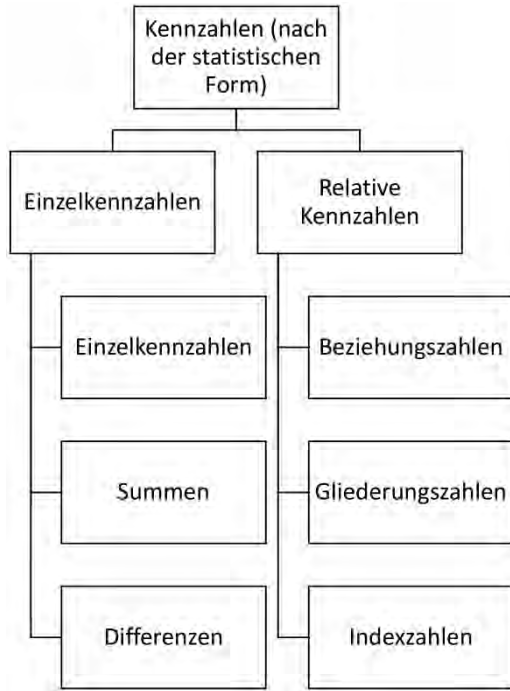 Kennzahlen (nach
der statistischen
Form)
Einzelkennzahlen
Relative
Kennzahlen
Einzelkennzahlen
Summen
Differenzen
Beziehungszahlen
Gliederungszahlen
Indexzahlen